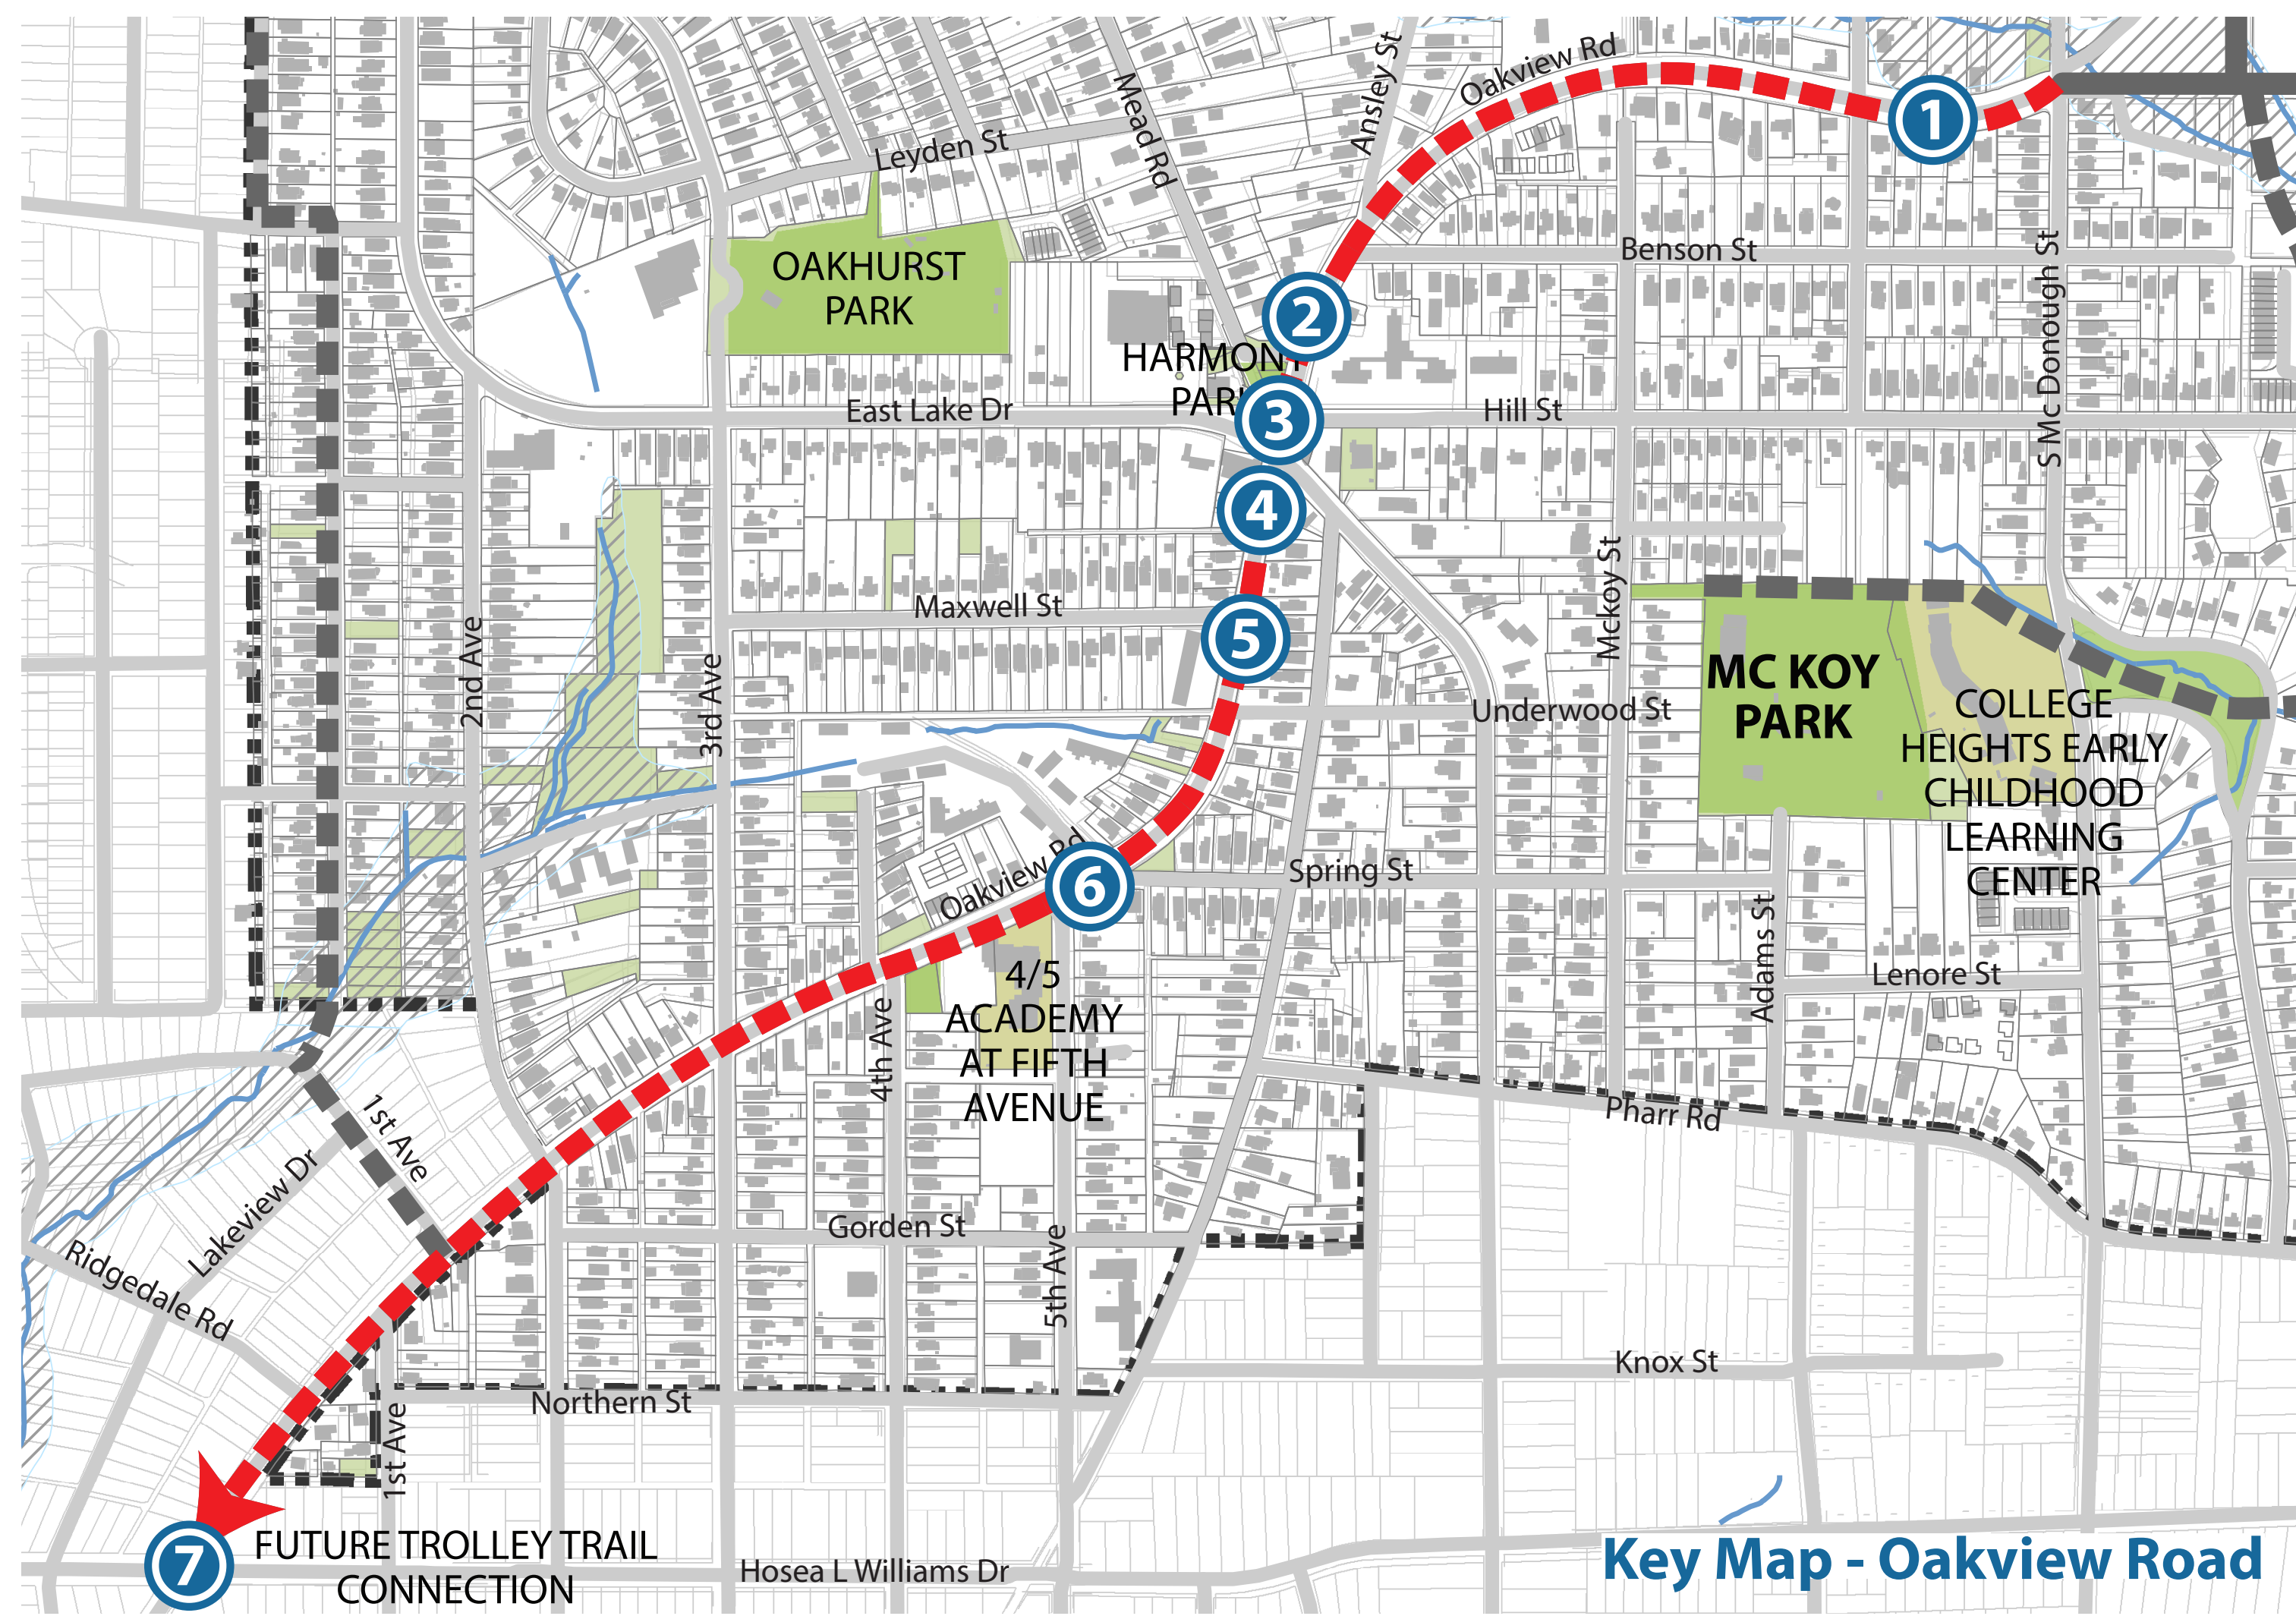 Oakview Rd
1
Ansley St
Mead Rd
Leyden St
OAKHURST
PARK
Benson St
S Mc Donough St
2
HARMONY
PARK
3
East Lake Dr
Hill St
4
Mckoy St
Maxwell St
5
2nd Ave
3rd Ave
Underwood St
MC KOY
PARK
COLLEGE
HEIGHTS EARLY
CHILDHOOD
LEARNING
CENTER
Oakview Rd
6
Spring St
Adams St
Lenore St
4/5
ACADEMY
AT FIFTH
AVENUE
4th Ave
Pharr Rd
1st Ave
Lakeview Dr
Ridgedale Rd
Gorden St
5th Ave
Knox St
Northern St
1st Ave
7
FUTURE TROLLEY TRAIL
CONNECTION
Hosea L Williams Dr
Key Map - Oakview Road